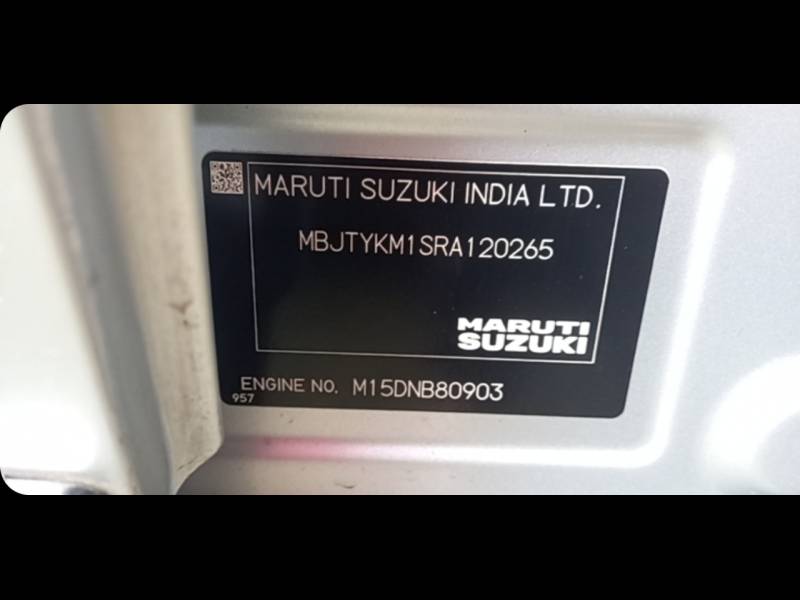 MARUTI SUZUKI INDIA LTD.
MBJTYKM1SRA120265
MARUTI
SUZUKI
ENGINE NO. M15DNB80903
957